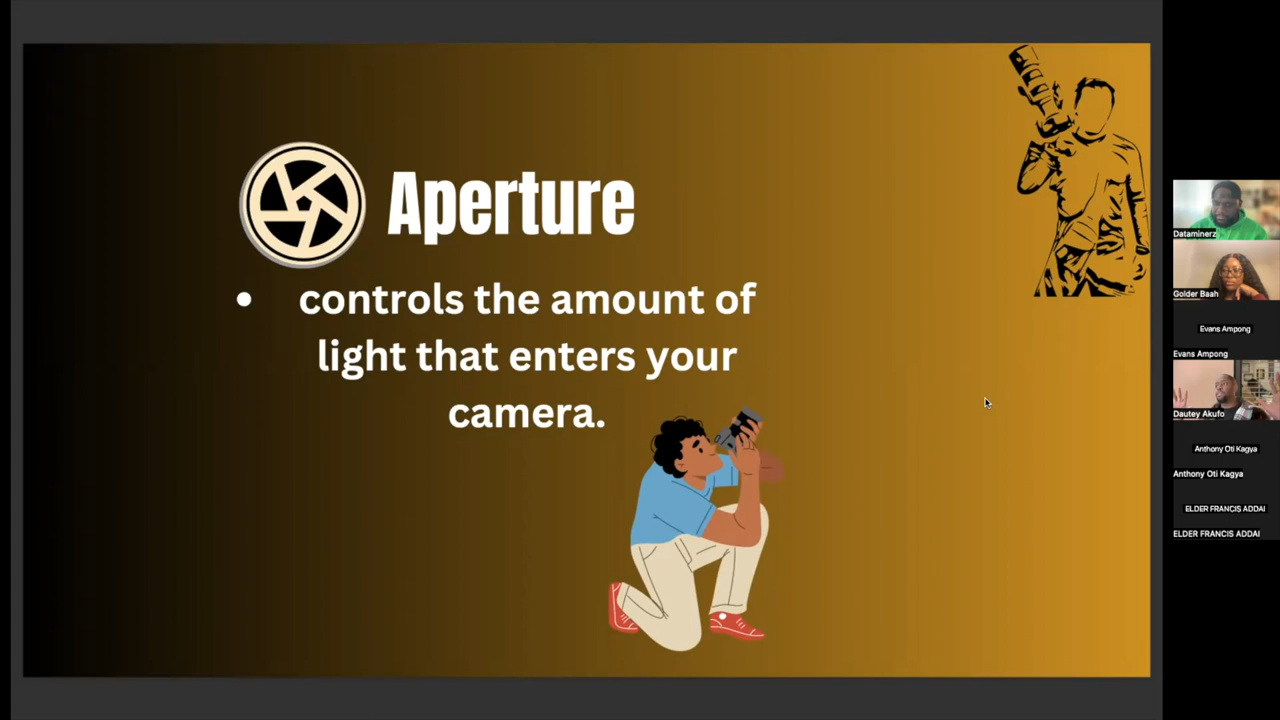 Aperture
• controls the amount of
light that enters your
camera.
Dataminerz
Golder Baah
Evans Ampong
Evans Ampong
Dautey Akufo
Anthony Oti Kagya
Anthony Oti Kagya
ELDER FRANCIS ADDAI
ELDER FRANCIS ADDAI